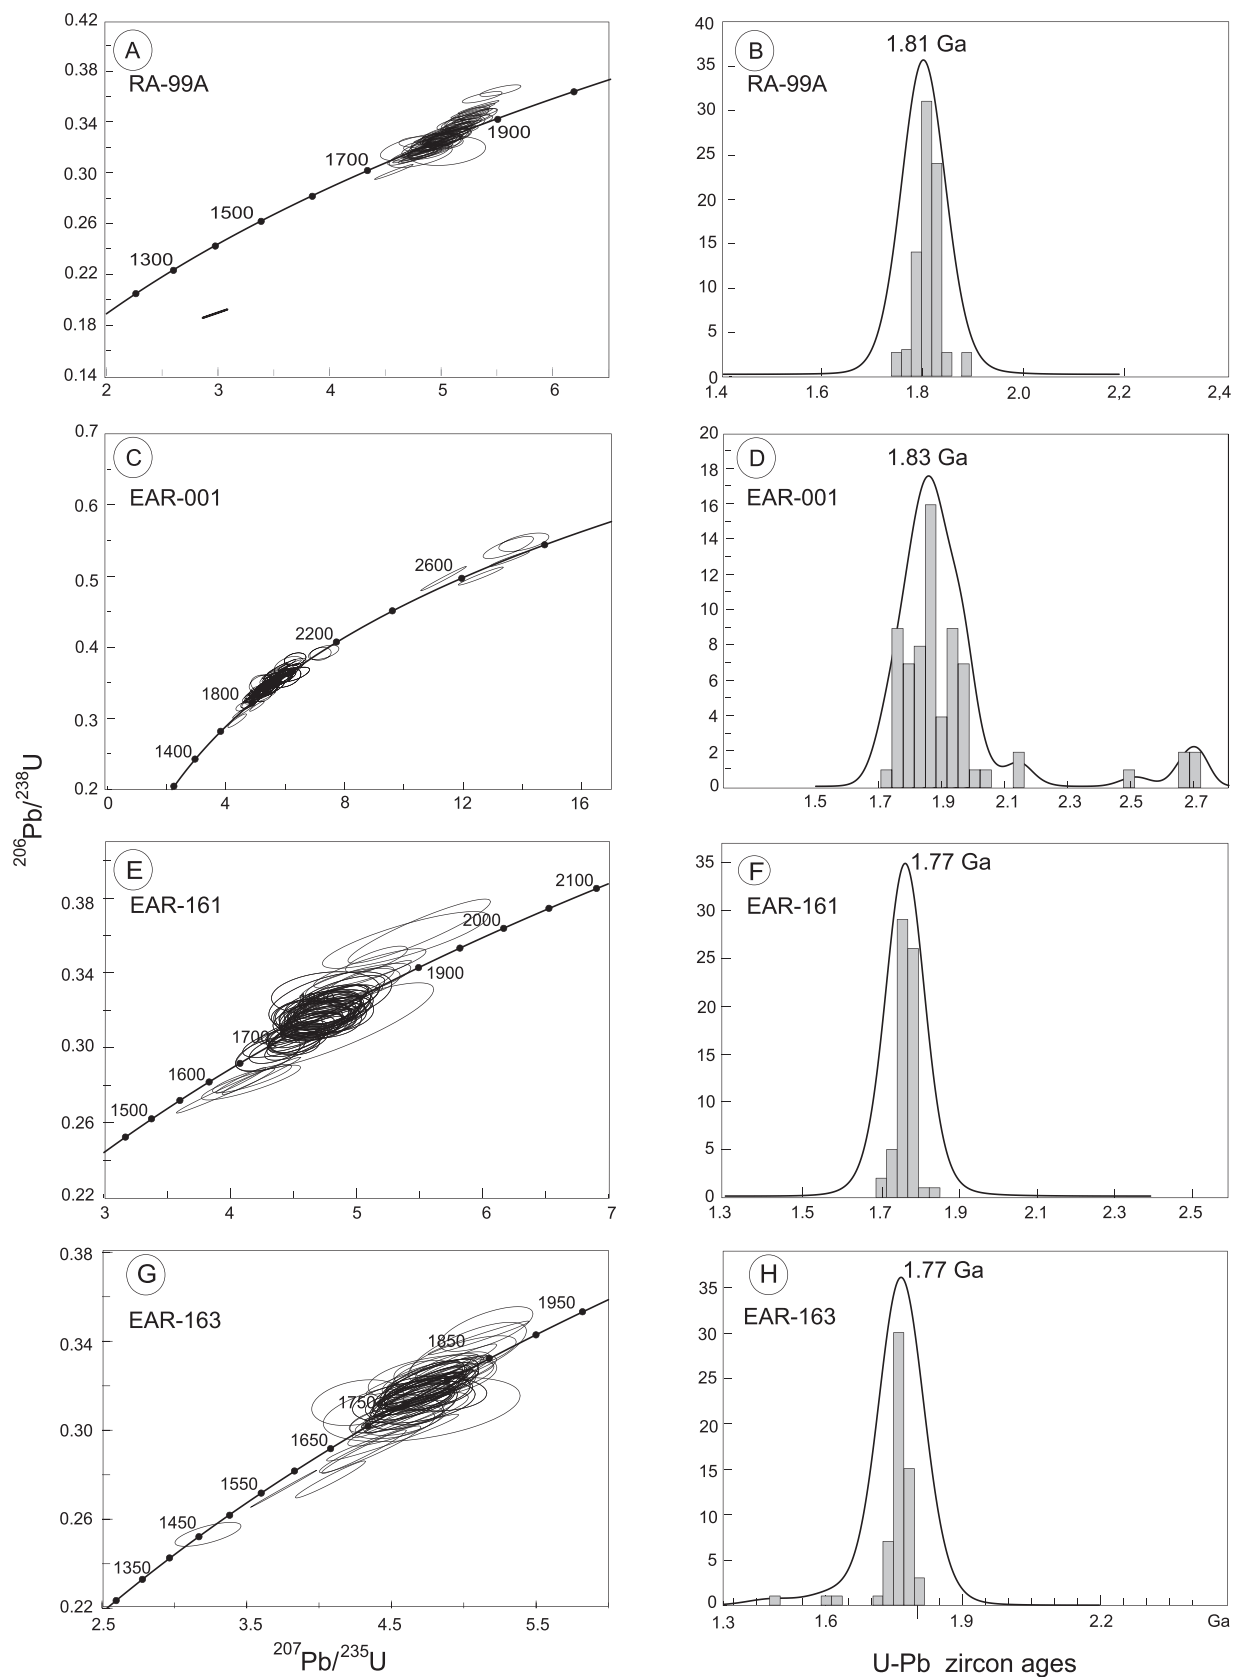 A
RA-99A
0.42
0.38
0.34
0.30
0.26
0.22
0.18
0.14
1300
1500
1700
1900
2 3 4 5 6
B
RA-99A
1.81 Ga
40
35
30
25
20
15
10
5
0
1.4 1.6 1.8 2.0 2,2 2,4
C
EAR-001
0.7
0.6
0.5
0.4
0.3
0.2
1400
1800
2200
2600
0 4 8 12 16
D
EAR-001
1.83 Ga
20
18
16
14
12
10
8
6
4
2
0
1.5 1.7 1.9 2.1 2.3 2.5 2.7
206Pb/238U
E
EAR-161
0.38
0.34
0.30
0.26
0.22
1500
1600
1700
1900
2000
2100
3 4 5 6 7
F
EAR-161
1.77 Ga
35
30
25
20
15
10
5
0
1.3 1.5 1.7 1.9 2.1 2.3 2.5
G
EAR-163
0.38
0.34
0.30
0.26
0.22
1350
1450
1550
1650
1750
1850
1950
2.5 3.5 4.5 5.5
207Pb/235U
H
EAR-163
1.77 Ga
35
30
25
20
15
10
5
0
1.3 1.6 1.9 2.2 Ga
U-Pb zircon ages